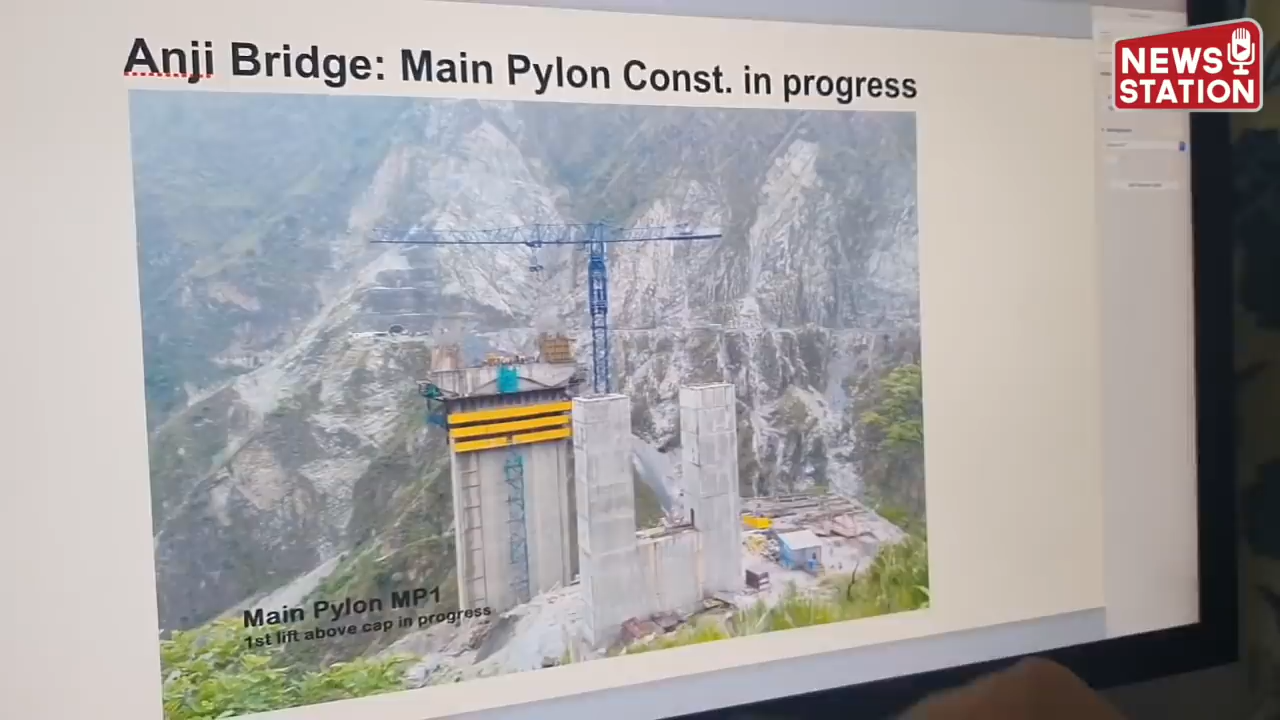 Anji Bridge: Main Pylon Const. in progress
NEWS
STATION
Main Pylon MP1
1st lift above cap in progress